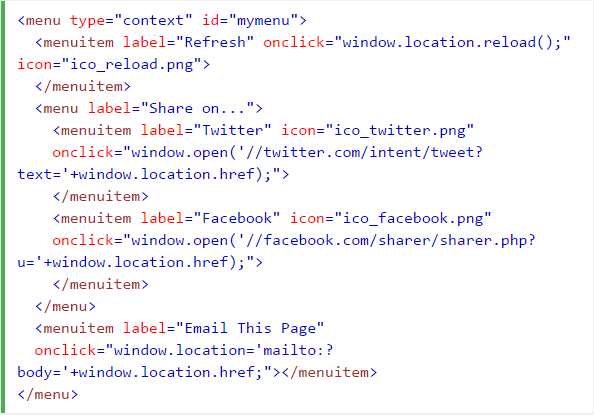 <menu type="context" id="mymenu">
  <menuitem label="Refresh" onclick="window.location.reload();"
icon="ico_reload.png">
  </menuitem>
  <menu label="Share on...">
    <menuitem label="Twitter" icon="ico_twitter.png"
    onclick="window.open('//twitter.com/intent/tweet?
text='+window.location.href);">
    </menuitem>
    <menuitem label="Facebook" icon="ico_facebook.png"
    onclick="window.open('//facebook.com/sharer/sharer.php?
u='+window.location.href);">
    </menuitem>
  </menu>
  <menuitem label="Email This Page"
  onclick="window.location='mailto:?
body='+window.location.href;"></menuitem>
</menu>